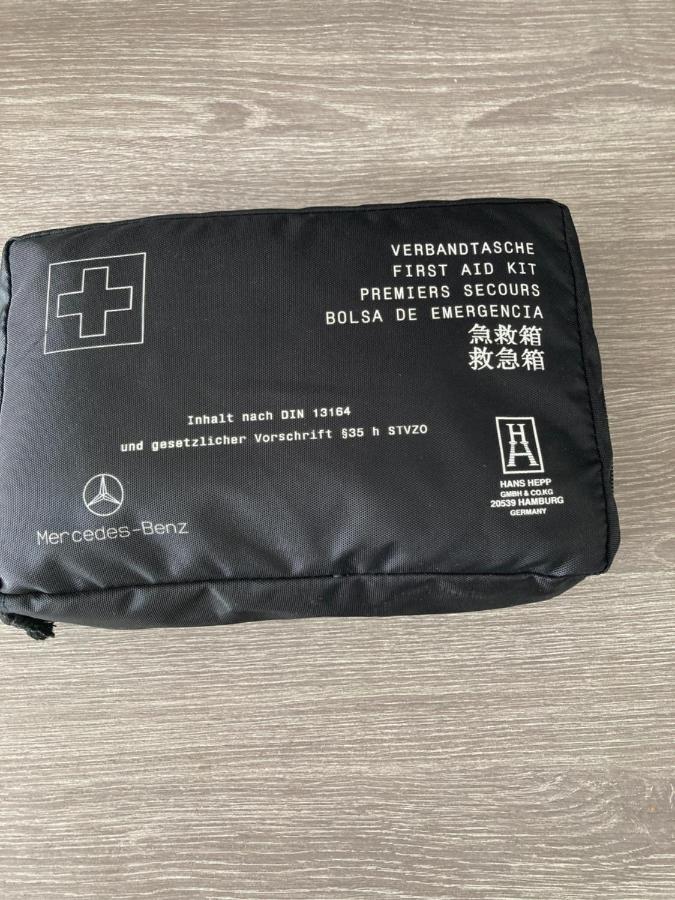 VERBANDTASCHE
FIRST AID KIT
PREMIERS SECOURS
BOLSA DE EMERGENCIA
急救箱
救急箱
Inhalt nach DIN 13164
und gesetzlicher Vorschrift §35 h STVZO
Mercedes-Benz
HH
HANS HEPP
GMBH & CO.KG
20539 HAMBURG
GERMANY